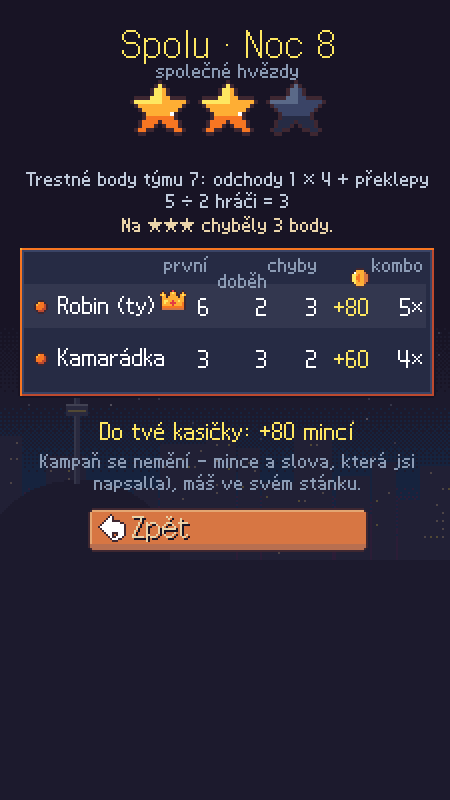 Spolu · Noc 8
společné hvězdy
Trestné body týmu 7: odchody 1 × 4 + překlepy
5 ÷ 2 hráči = 3
Na ★★★ chyběly 3 body.
první doběh chyby kombo
Robin (ty) 6 2 3 +80 5×
Kamarádka 3 3 2 +60 4×
Do tvé kasičky: +80 mincí
Kampaň se nemění – mince a slova, která jsi
napsal(a), máš ve svém stánku.
Zpět